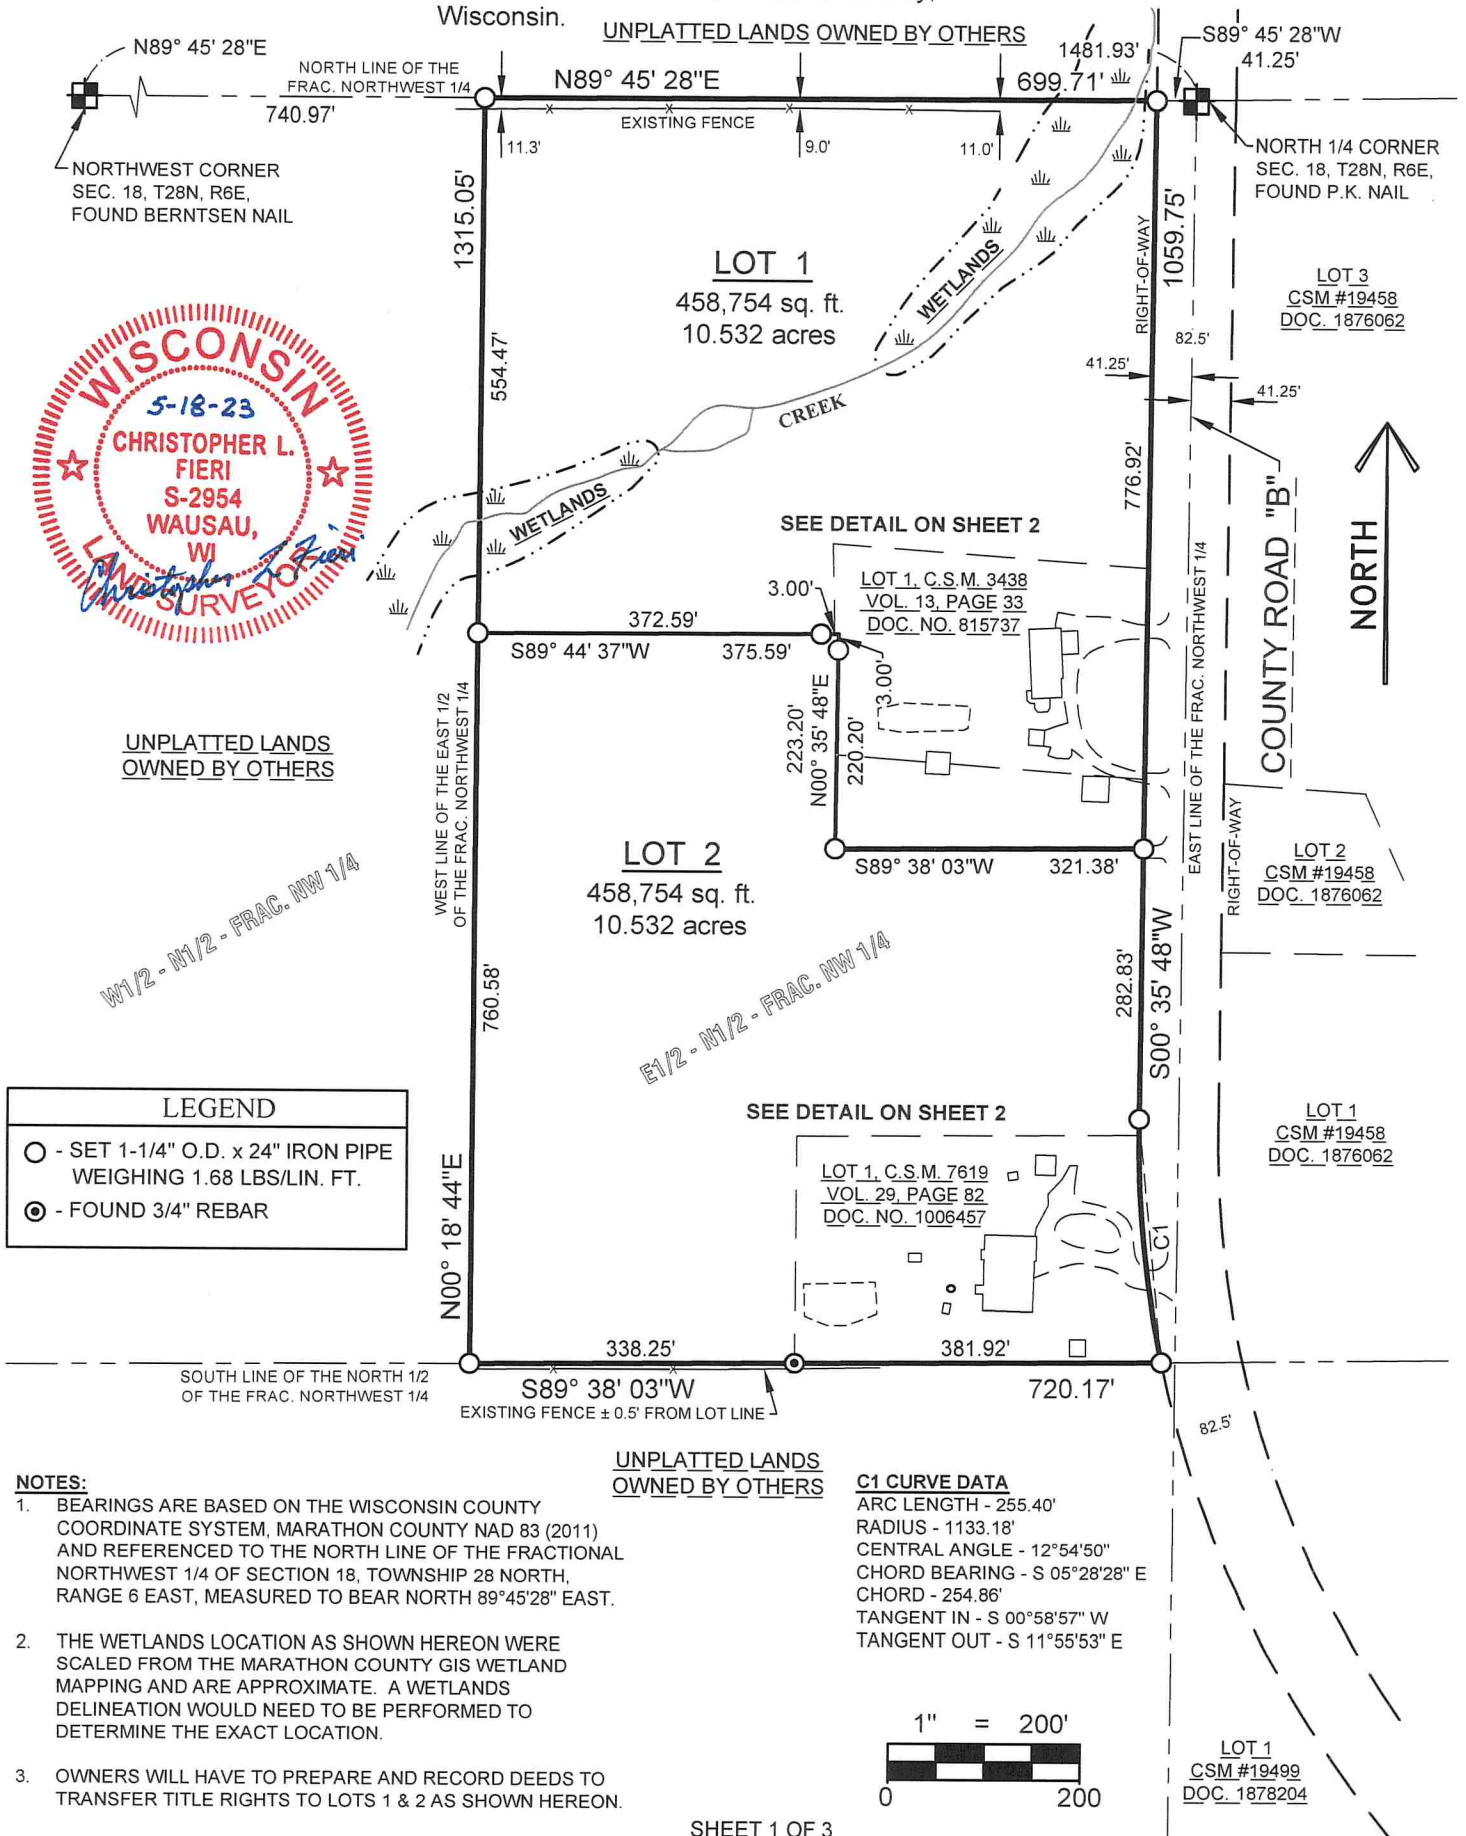 Wisconsin.
UNPLATTED LANDS OWNED BY OTHERS
N89° 45' 28"E
NORTH LINE OF THE
FRAC. NORTHWEST 1/4
740.97'
N89° 45' 28"E
1481.93'
699.71'
S89° 45' 28"W
41.25'
EXISTING FENCE
11.3'
9.0'
11.0'
NORTHWEST CORNER
SEC. 18, T28N, R6E,
FOUND BERNTSEN NAIL
NORTH 1/4 CORNER
SEC. 18, T28N, R6E,
FOUND P.K. NAIL
1315.05'
554.47'
LOT 1
458,754 sq. ft.
10.532 acres
WETLANDS
RIGHT-OF-WAY
1059.75'
82.5'
41.25'
41.25'
LOT 3
CSM #19458
DOC. 1876062
WISCONSIN
5-18-23
CHRISTOPHER L.
FIERI
S-2954
WAUSAU,
WI
LAND SURVEYOR
Christopher L Fieri
CREEK
WETLANDS
776.92'
COUNTY ROAD "B"
NORTH
SEE DETAIL ON SHEET 2
LOT 1, C.S.M. 3438
VOL. 13, PAGE 33
DOC. NO. 815737
3.00'
372.59'
S89° 44' 37"W
375.59'
3.00'
223.20'
N00° 35' 48"E
220.20'
EAST LINE OF THE FRAC. NORTHWEST 1/4
UNPLATTED LANDS
OWNED BY OTHERS
WEST LINE OF THE EAST 1/2
OF THE FRAC. NORTHWEST 1/4
LOT 2
458,754 sq. ft.
10.532 acres
S89° 38' 03"W
321.38'
RIGHT-OF-WAY
LOT 2
CSM #19458
DOC. 1876062
W1/2 - N1/2 - FRAC. NW 1/4
E1/2 - N1/2 - FRAC. NW 1/4
760.58'
282.83'
S00° 35' 48"W
LEGEND
- SET 1-1/4" O.D. x 24" IRON PIPE
WEIGHING 1.68 LBS/LIN. FT.
- FOUND 3/4" REBAR
N00° 18' 44"E
SEE DETAIL ON SHEET 2
LOT 1, C.S.M. 7619
VOL. 29, PAGE 82
DOC. NO. 1006457
C1
LOT 1
CSM #19458
DOC. 1876062
338.25'
381.92'
SOUTH LINE OF THE NORTH 1/2
OF THE FRAC. NORTHWEST 1/4
S89° 38' 03"W
720.17'
EXISTING FENCE ± 0.5' FROM LOT LINE
82.5'
UNPLATTED LANDS
OWNED BY OTHERS
NOTES:
1. BEARINGS ARE BASED ON THE WISCONSIN COUNTY
COORDINATE SYSTEM, MARATHON COUNTY NAD 83 (2011)
AND REFERENCED TO THE NORTH LINE OF THE FRACTIONAL
NORTHWEST 1/4 OF SECTION 18, TOWNSHIP 28 NORTH,
RANGE 6 EAST, MEASURED TO BEAR NORTH 89°45'28" EAST.
2. THE WETLANDS LOCATION AS SHOWN HEREON WERE
SCALED FROM THE MARATHON COUNTY GIS WETLAND
MAPPING AND ARE APPROXIMATE. A WETLANDS
DELINEATION WOULD NEED TO BE PERFORMED TO
DETERMINE THE EXACT LOCATION.
3. OWNERS WILL HAVE TO PREPARE AND RECORD DEEDS TO
TRANSFER TITLE RIGHTS TO LOTS 1 & 2 AS SHOWN HEREON.
C1 CURVE DATA
ARC LENGTH - 255.40'
RADIUS - 1133.18'
CENTRAL ANGLE - 12°54'50"
CHORD BEARING - S 05°28'28" E
CHORD - 254.86'
TANGENT IN - S 00°58'57" W
TANGENT OUT - S 11°55'53" E
1" = 200'
0 200
LOT 1
CSM #19499
DOC. 1878204
SHEET 1 OF 3